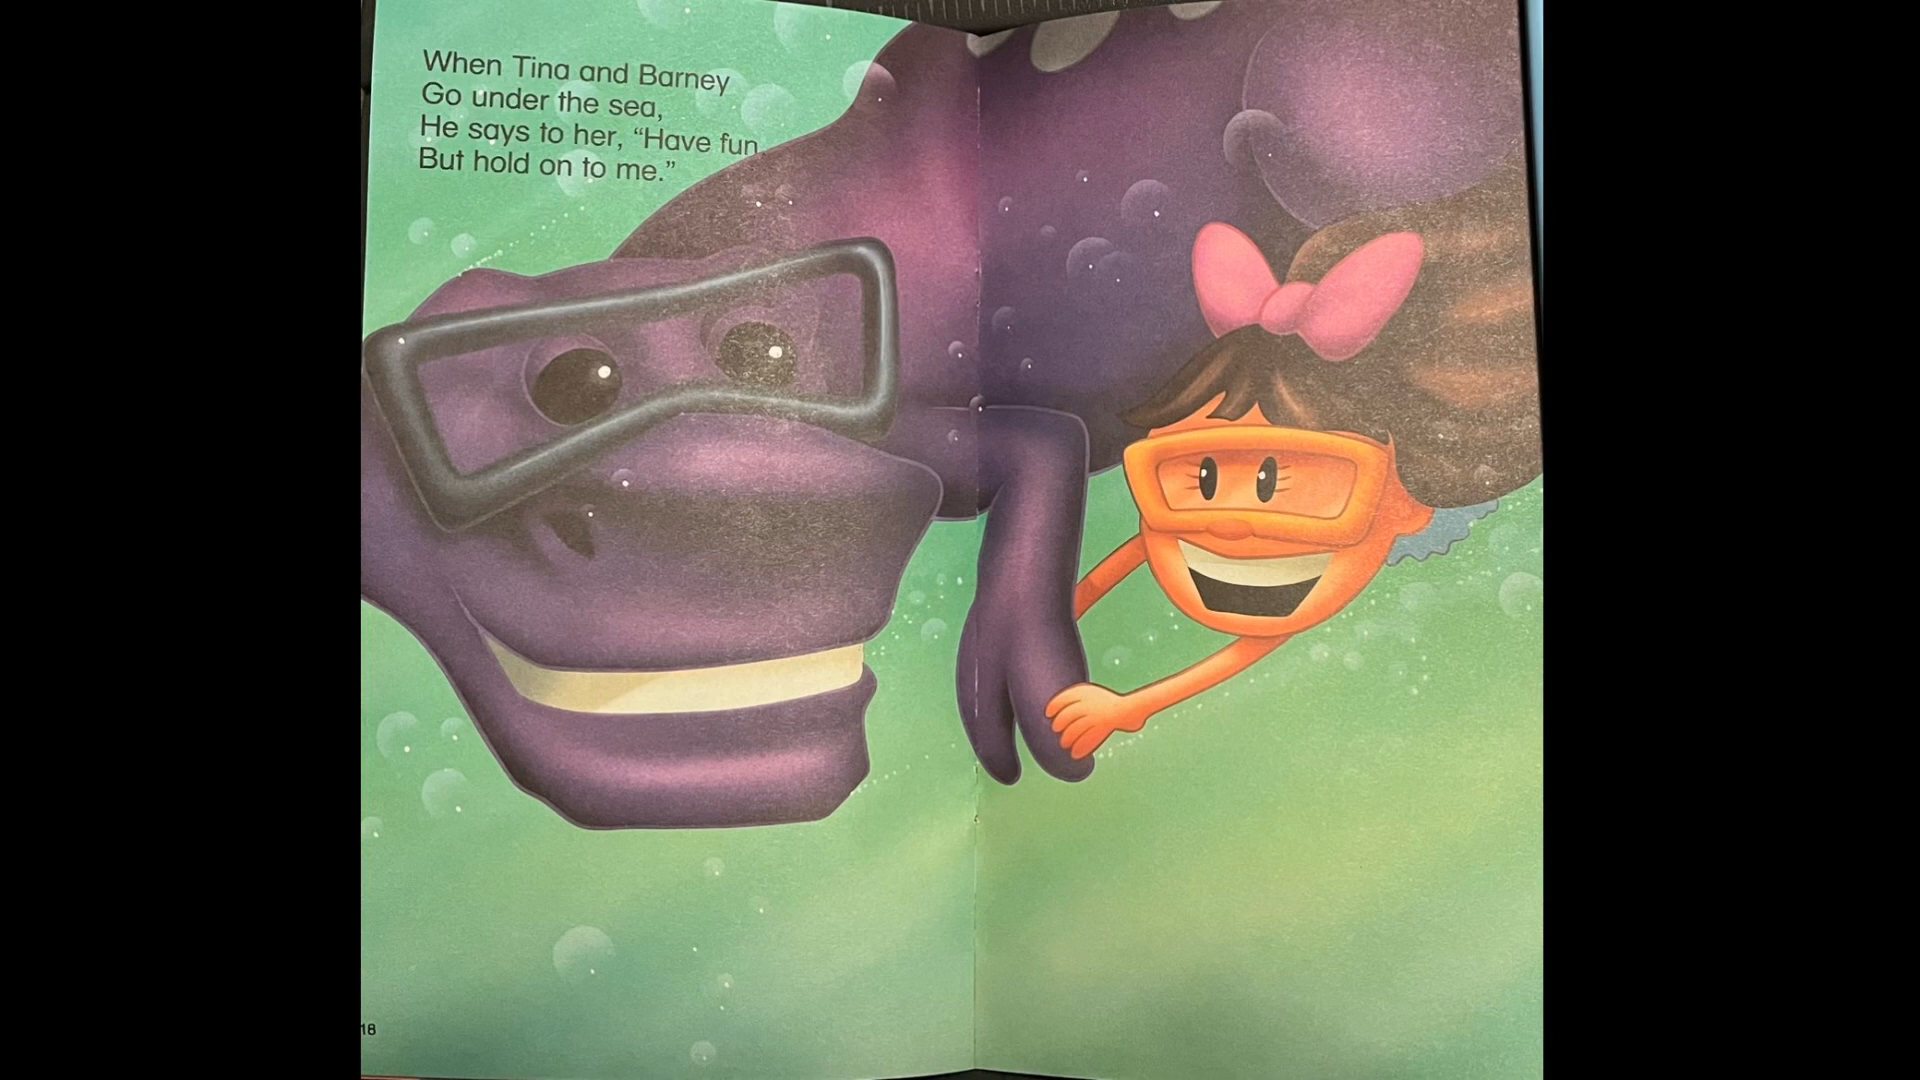 When Tina and Barney
Go under the sea,
He says to her, “Have fun,
But hold on to me.”
18